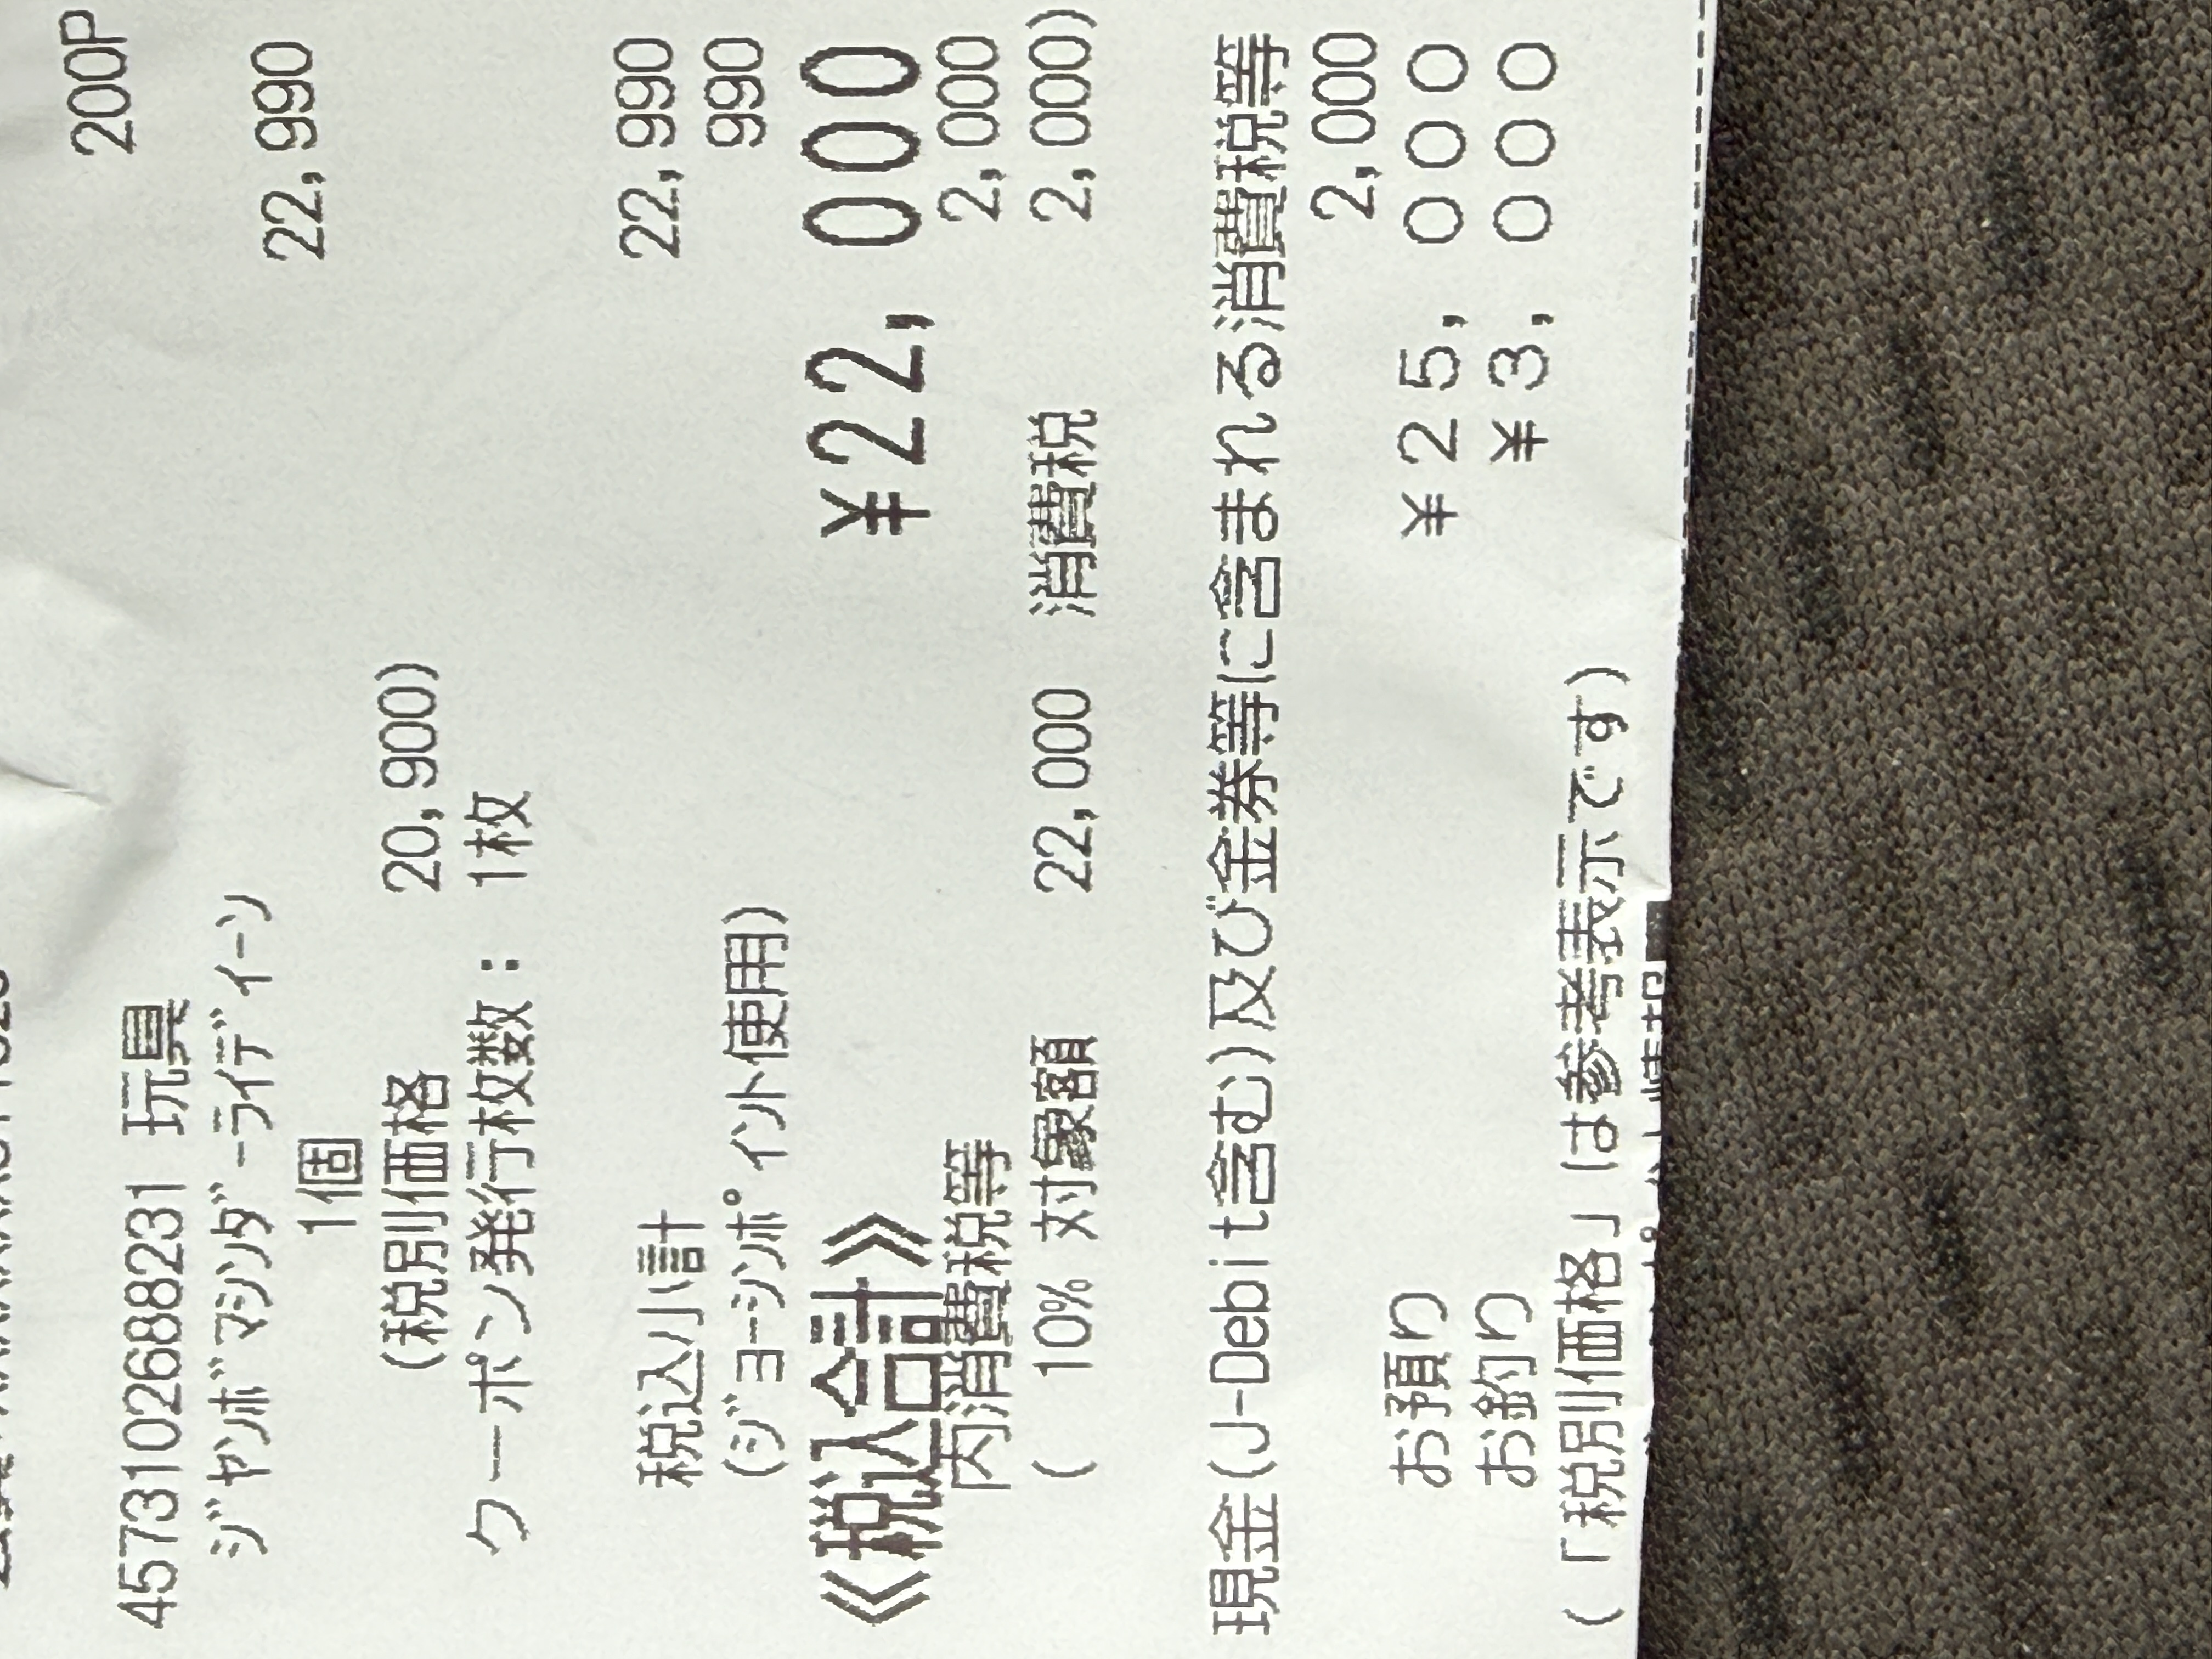 200P
4573102688231 玩具
ｼﾞｬﾝﾎﾞﾏｼﾝﾀﾞｰﾗｲﾃﾞｨｰﾝ
22,990
1個
(税別価格 20,900)
クーポン発行枚数： 1枚
税込小計 22,990
(ｼﾞｮｰｼﾝﾎﾟｲﾝﾄ使用) 990
《税込合計》 ¥22,000
内消費税等 2,000
( 10% 対象額 22,000 消費税 2,000)
現金(J-Debit含む)及び金券等に含まれる消費税等
2,000
お預り ¥25,000
お釣り ¥3,000
(「税別価格」は参考表示です)